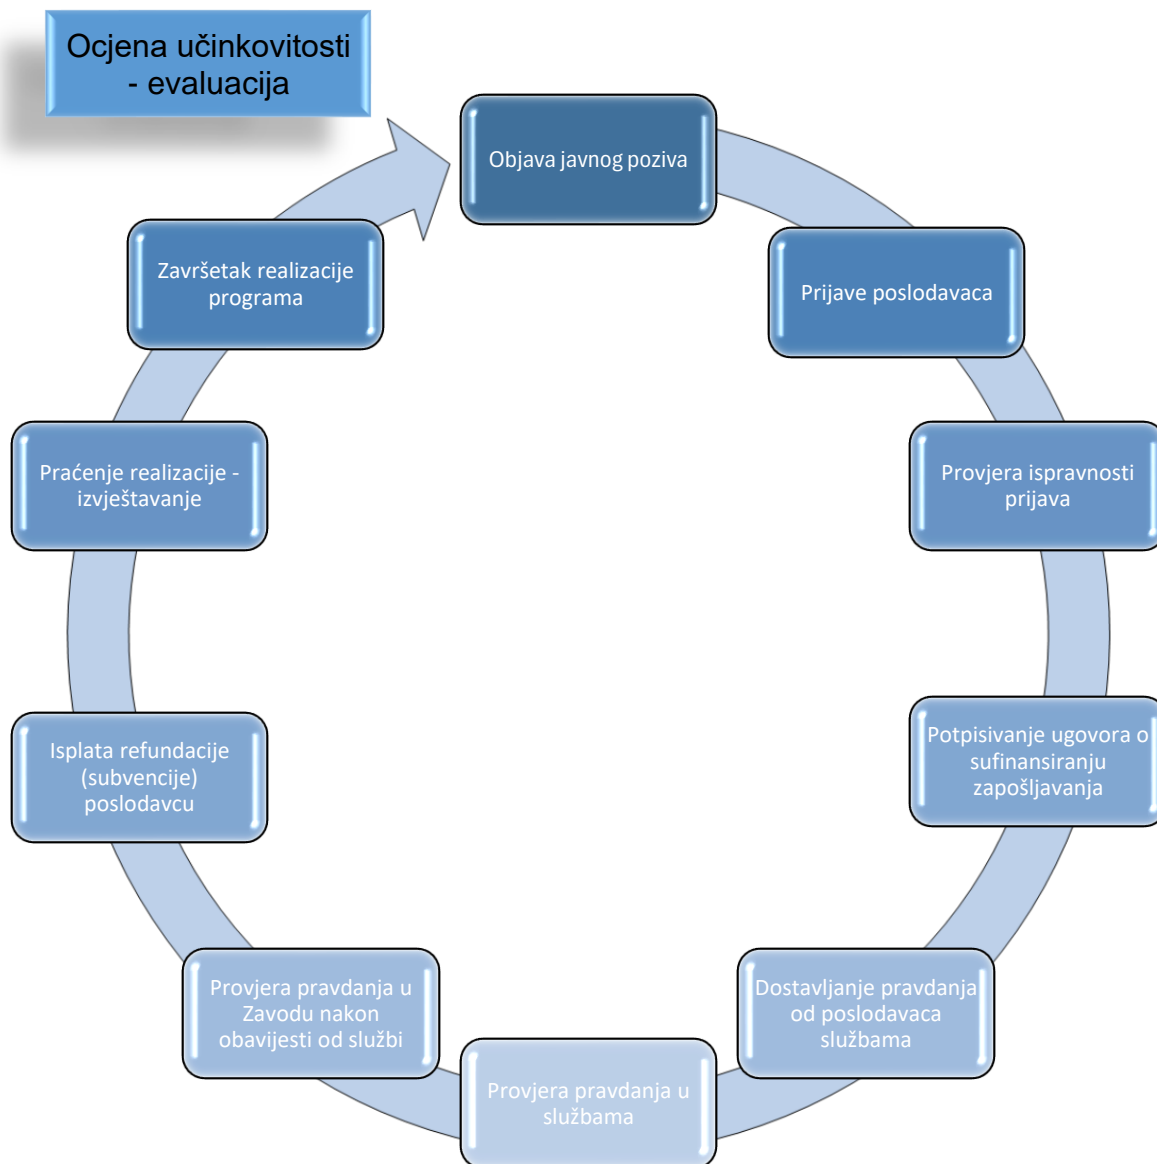 Ocjena učinkovitosti
- evaluacija
Objava javnog poziva
Prijave poslodavaca
Provjera ispravnosti
prijava
Potpisivanje ugovora o
sufinansiranju
zapošljavanja
Dostavljanje pravdanja
od poslodavaca
službama
Provjera pravdanja u
službama
Provjera pravdanja u
Zavodu nakon
obavijesti od službi
Isplata refundacije
(subvencije)
poslodavcu
Praćenje realizacije -
izvještavanje
Završetak realizacije
programa